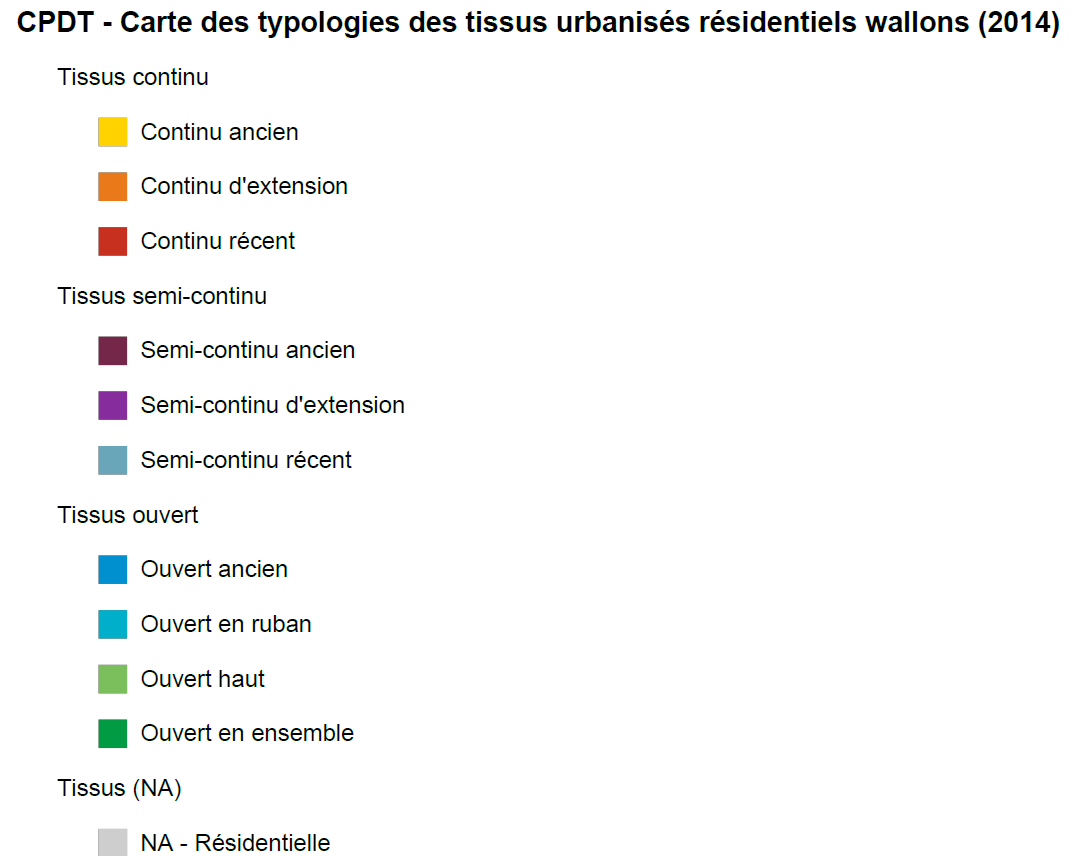 CPDT - Carte des typologies des tissus urbanisés résidentiels wallons (2014)
Tissus continu
Continu ancien
Continu d'extension
Continu récent
Tissus semi-continu
Semi-continu ancien
Semi-continu d'extension
Semi-continu récent
Tissus ouvert
Ouvert ancien
Ouvert en ruban
Ouvert haut
Ouvert en ensemble
Tissus (NA)
NA - Résidentielle